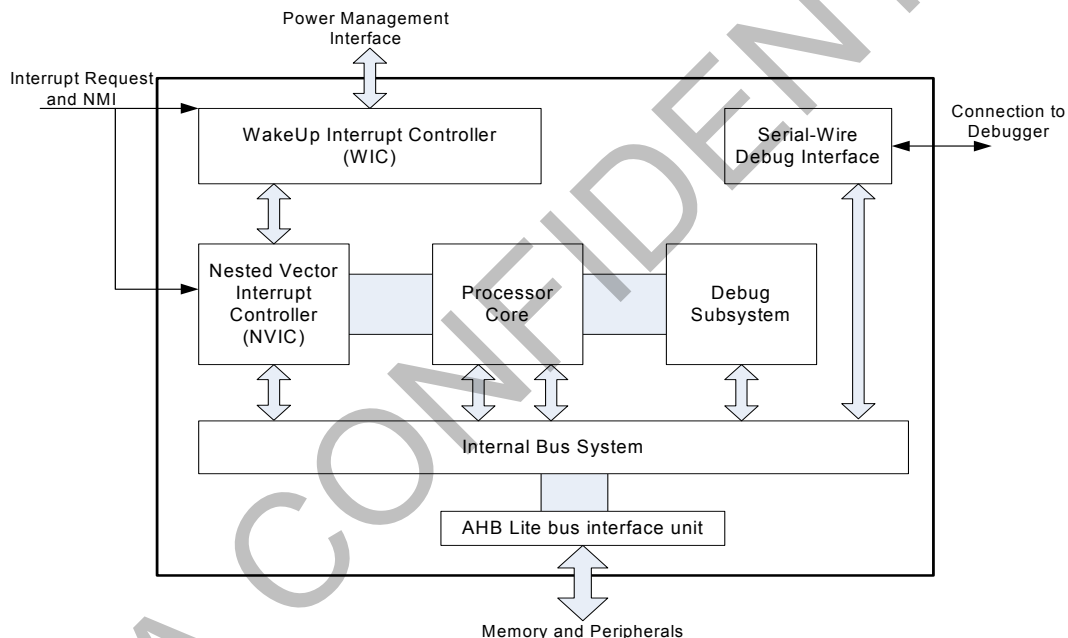 Power Management
Interface
Interrupt Request
and NMI
WakeUp Interrupt Controller
(WIC)
Serial-Wire
Debug Interface
Connection to
Debugger
Nested Vector
Interrupt
Controller
(NVIC)
Processor
Core
Debug
Subsystem
Internal Bus System
AHB Lite bus interface unit
Memory and Peripherals
A CONFIDENT